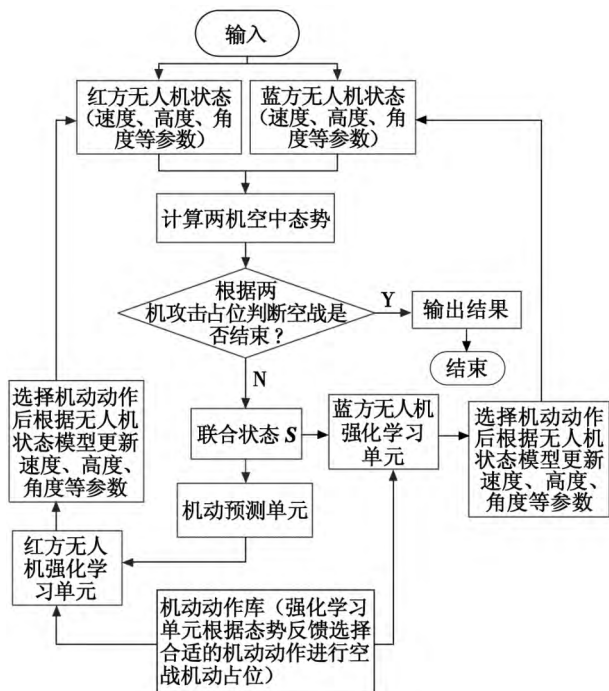 输入
红方无人机状态
（速度、高度、角
度等参数）
蓝方无人机状态
（速度、高度、角
度等参数）
计算两机空中态势
根据两
机攻击占位判断空战是
否结束？
Y
输出结果
结束
N
联合状态 S
蓝方无人机
强化学习
单元
选择机动动作
后根据无人机
状态模型更新
速度、高度、
角度等参数
选择机动动作
后根据无人机
状态模型更新
速度、高度、
角度等参数
机动预测单元
红方无人
机强化学
习单元
机动动作库（强化学习
单元根据态势反馈选择
合适的机动动作进行空
战机动占位）